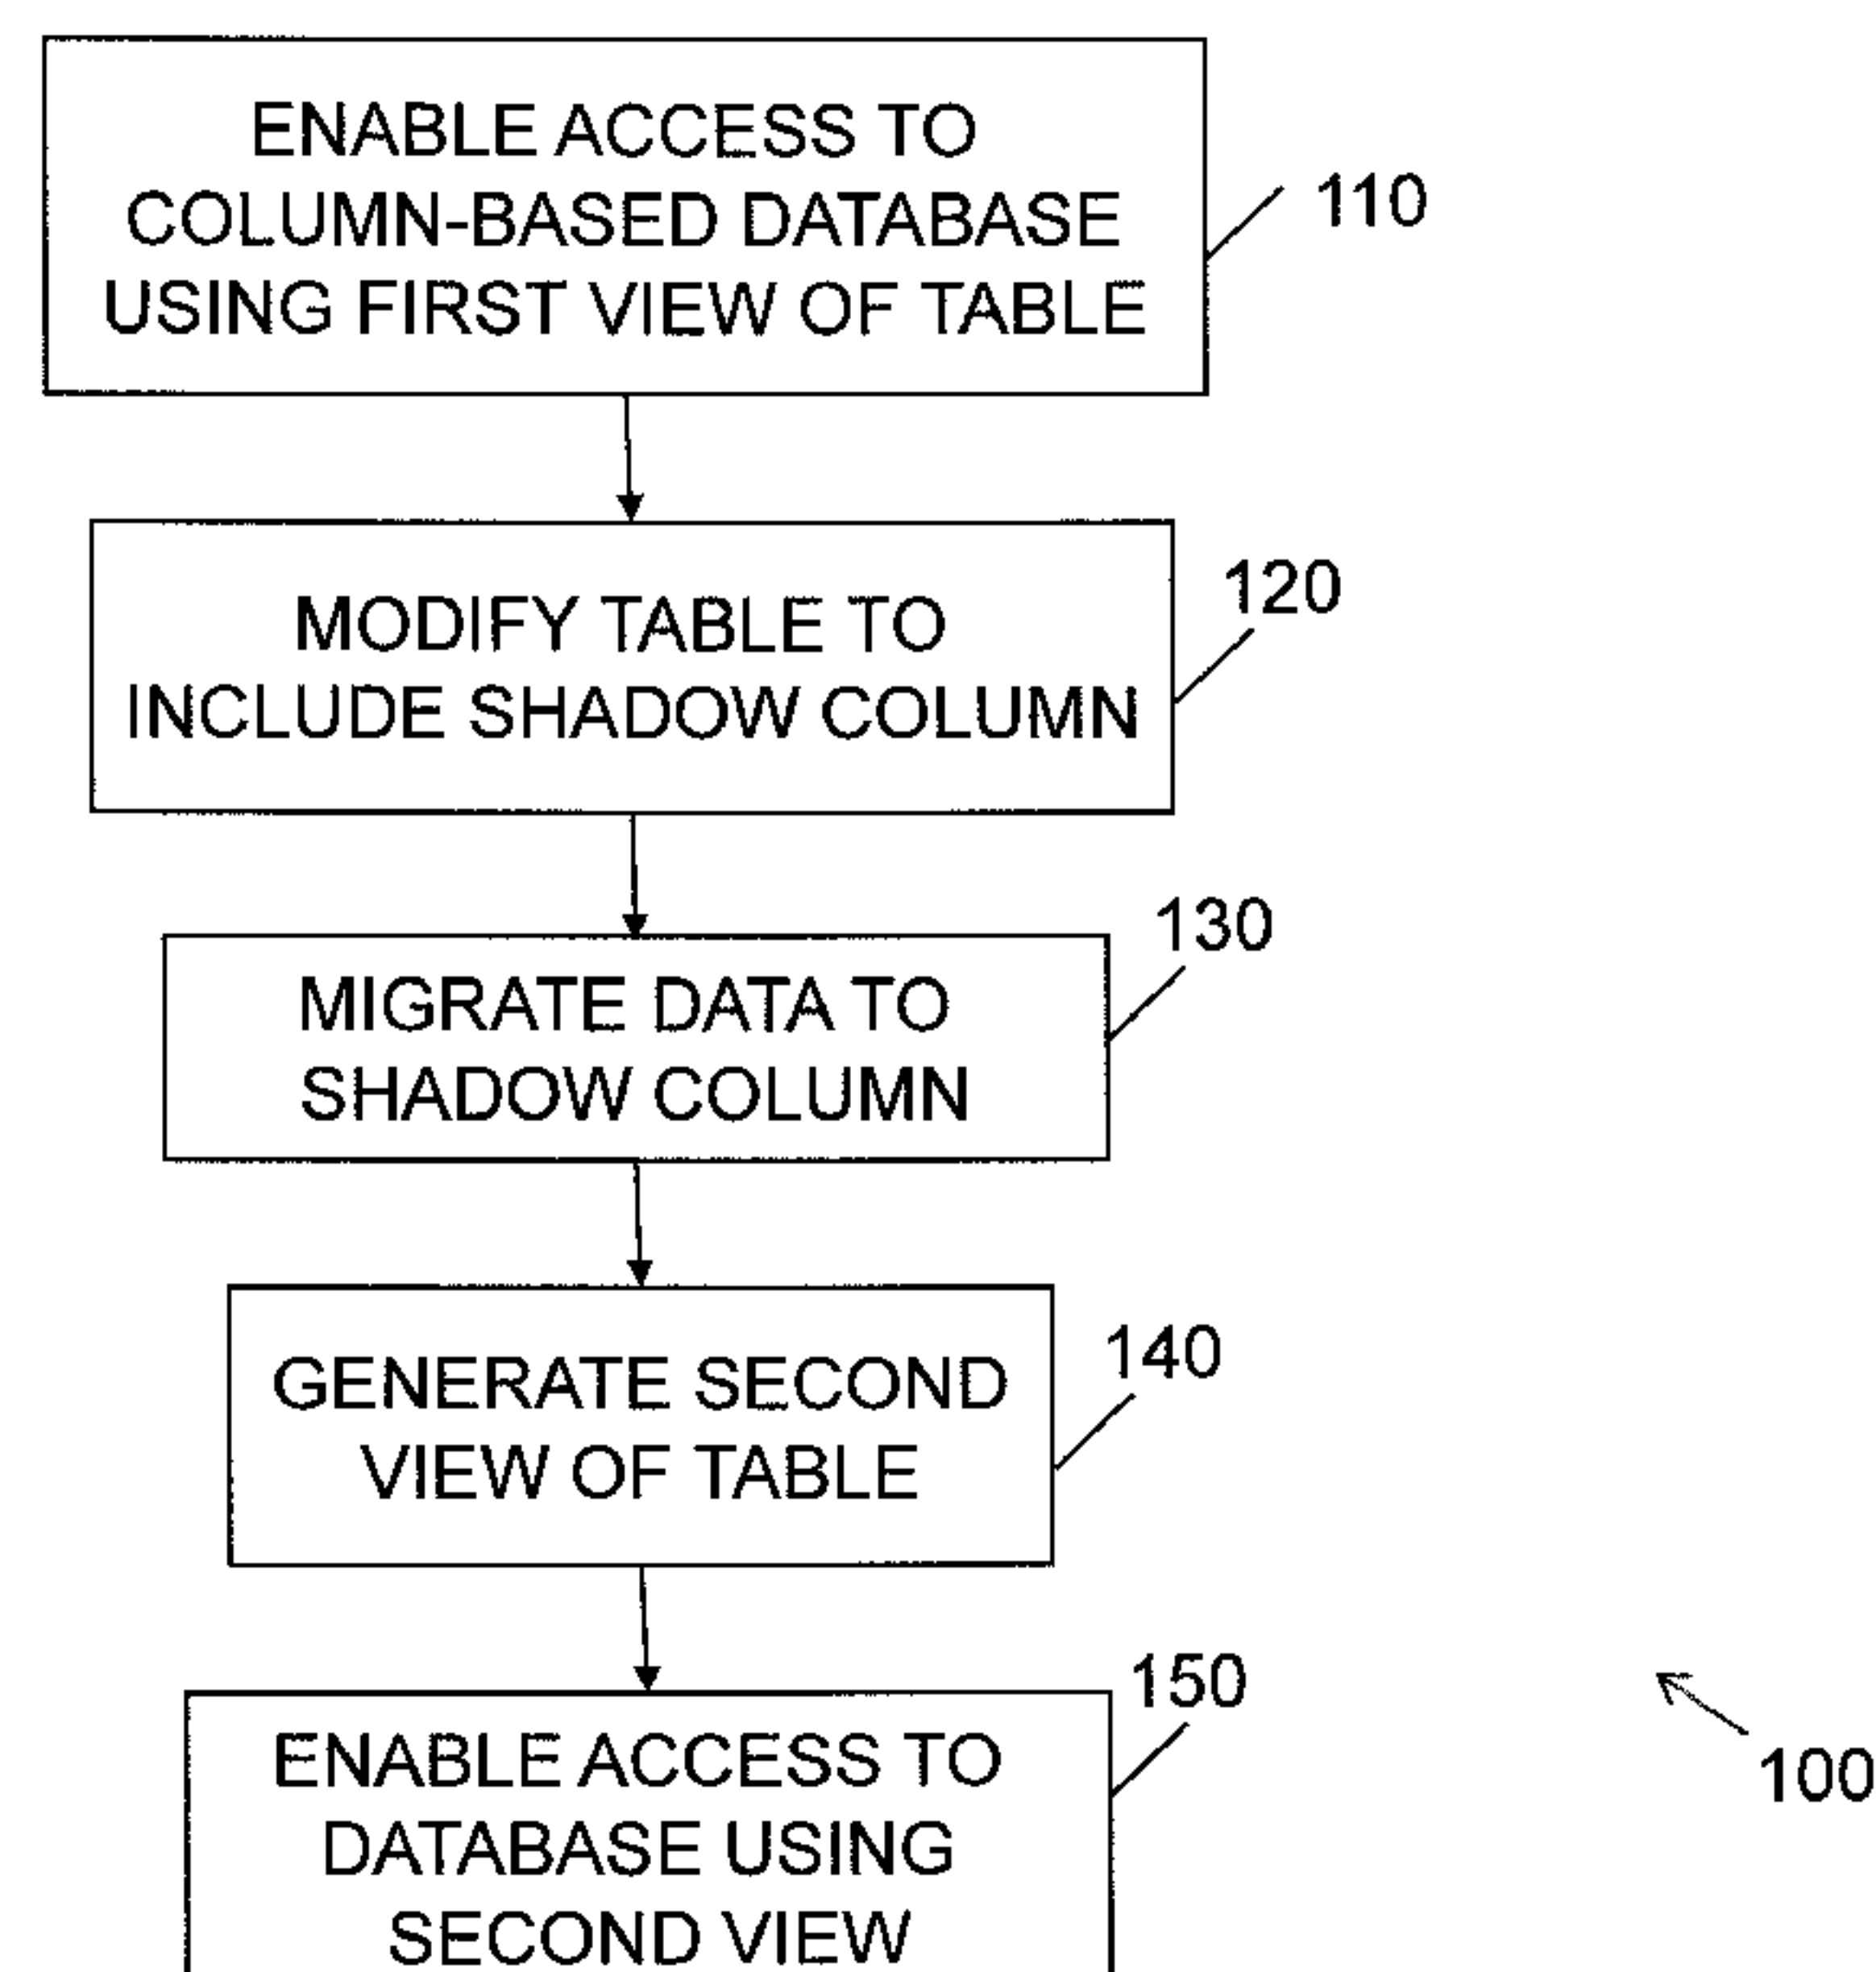 ENABLE ACCESS TO
COLUMN-BASED DATABASE
USING FIRST VIEW OF TABLE
110
MODIFY TABLE TO
INCLUDE SHADOW COLUMN
120
MIGRATE DATA TO
SHADOW COLUMN
130
GENERATE SECOND
VIEW OF TABLE
140
ENABLE ACCESS TO
DATABASE USING
SECOND VIEW
150
100